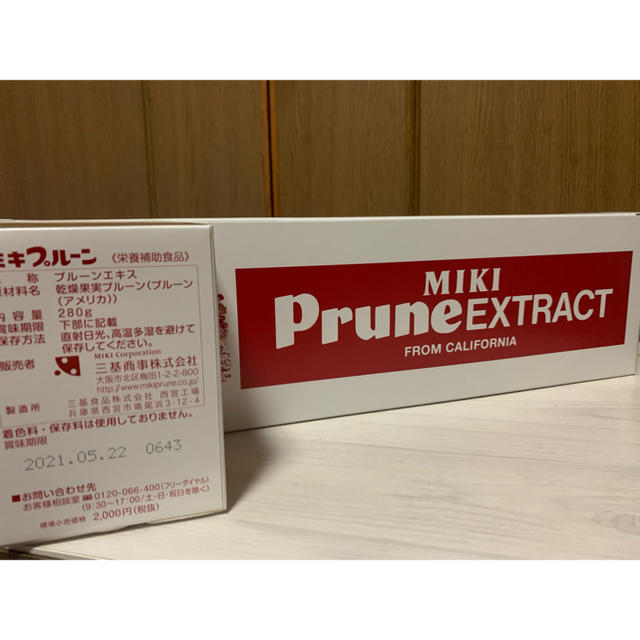 ミキプルーン 《栄養補助食品》
名 称 プルーンエキス
原材料名 乾燥果実プルーン(プルーン
(アメリカ))
内容量 280g
賞味期限 下部に記載
保存方法 直射日光、高温多湿を避けて
保存してください。
MIKI Corporation
販売者 三基商事株式会社
大阪市北区梅田1-2-2-800
http://www.mikiprune.co.jp/
製造所 三基食品株式会社 西宮工場
兵庫県西宮市鳴尾浜3-12-4
着色料・保存料は使用しておりません。
賞味期限
2021.05.22 0643
■お問い合わせ先
お客様相談室 0120-066-400(フリーダイヤル)
(9:30~17:00/土・日・祝日を除く)
標準小売価格 2,000円(税抜)
MIKI
Prune EXTRACT
FROM CALIFORNIA